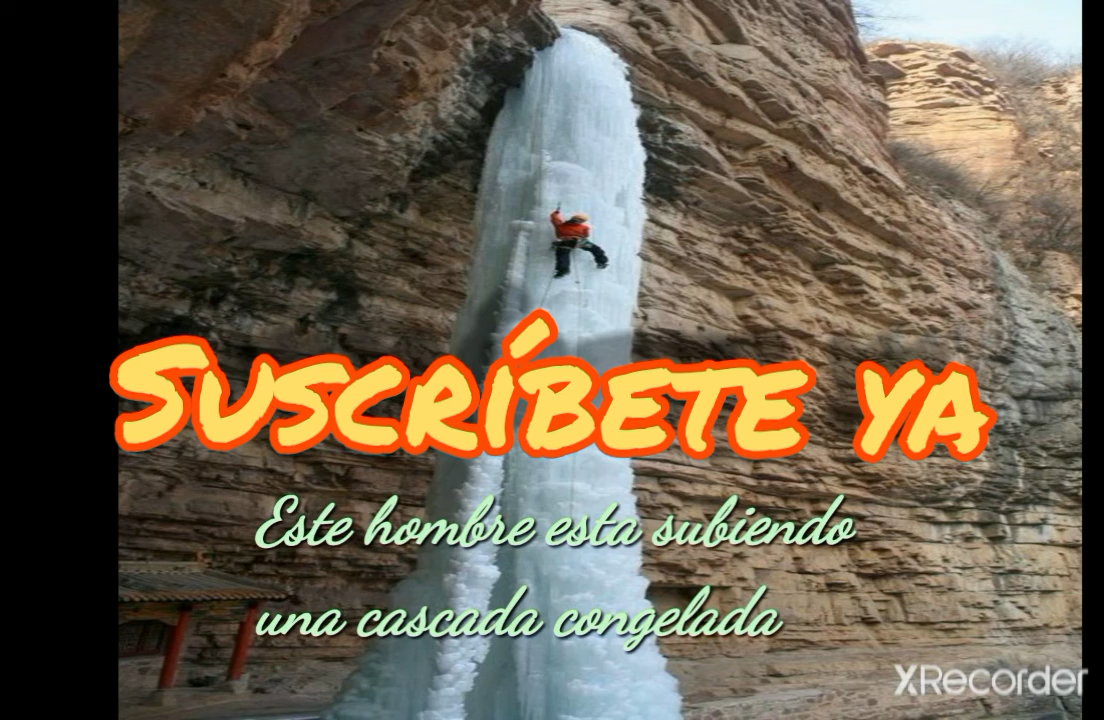 Suscríbete ya
Este hombre esta subiendo
una cascada congelada
XRecorder